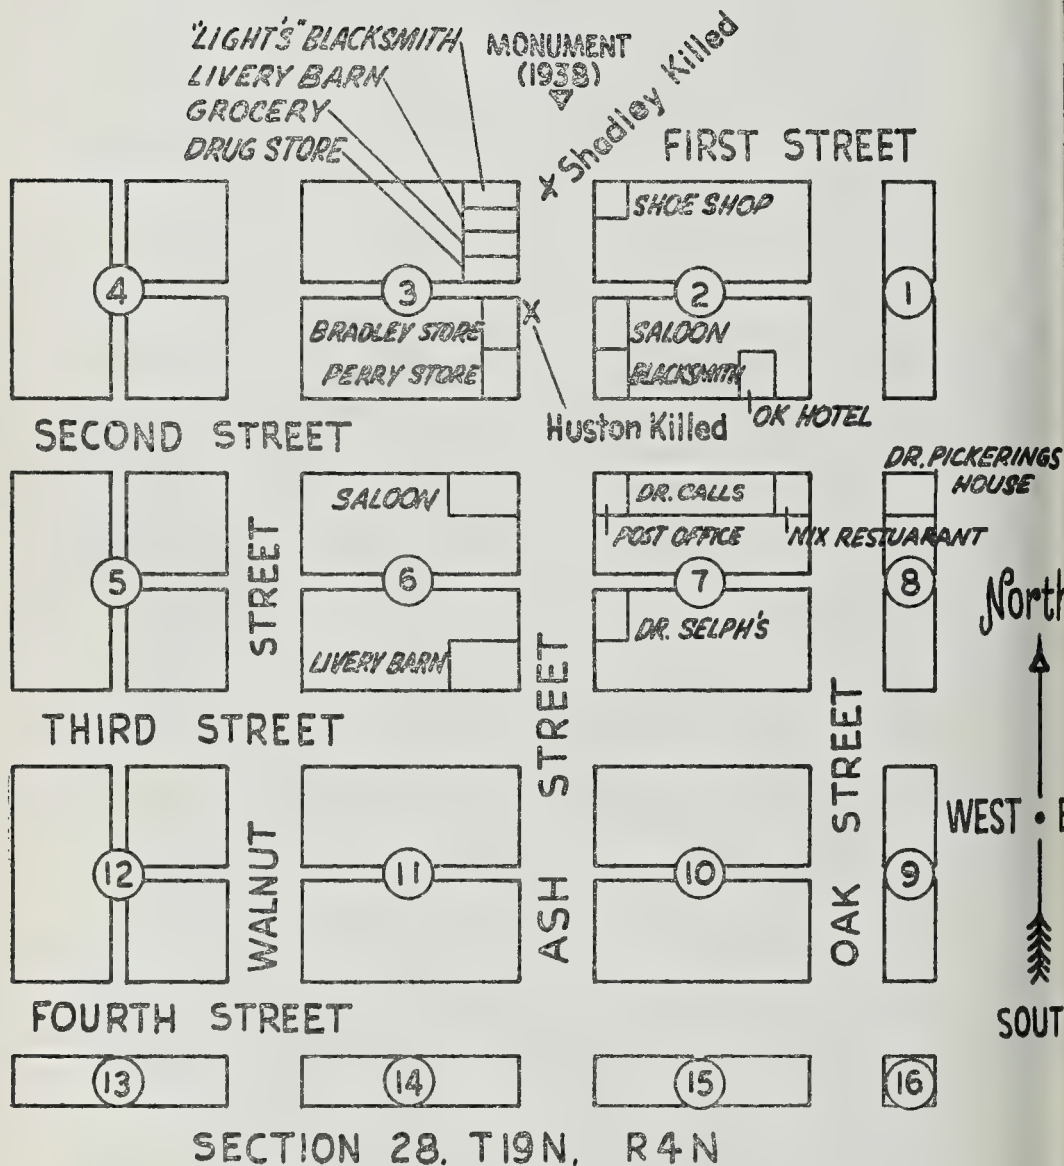 "LIGHT'S" BLACKSMITH
LIVERY BARN
GROCERY
DRUG STORE
MONUMENT
(1938)
X Shadley Killed
FIRST STREET
SHOE SHOP
4
3
2
1
BRADLEY STORE
PERRY STORE
X
SALOON
BLACKSMITH
Huston Killed
OK HOTEL
SECOND STREET
DR. PICKERINGS
HOUSE
SALOON
DR. CALLS
POST OFFICE
NIX RESTUARANT
5
6
7
8
North
DR. SELPH'S
LIVERY BARN
THIRD STREET
WALNUT STREET
ASH STREET
OAK STREET
WEST • E
12
11
10
9
SOUT
FOURTH STREET
13
14
15
16
SECTION 28, T19N, R4N